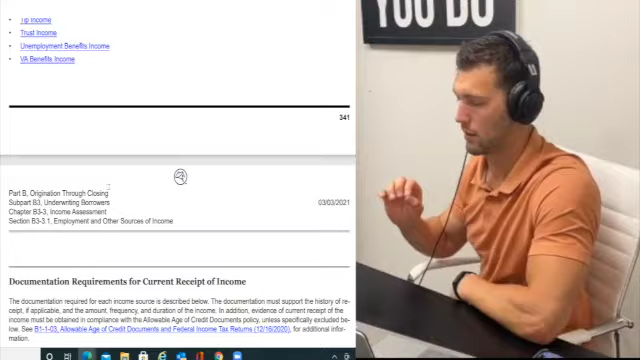 YOU DO
Tip Income
Trust Income
Unemployment Benefits Income
VA Benefits Income
341
Part B, Origination Through Closing
Subpart B3, Underwriting Borrowers
03/03/2021
Chapter B3-3, Income Assessment
Section B3-3.1, Employment and Other Sources of Income
Documentation Requirements for Current Receipt of Income
The documentation required for each income source is described below. The documentation must support the history of re-
ceipt, if applicable, and the amount, frequency, and duration of the income. In addition, evidence of current receipt of the
income must be obtained in compliance with the Allowable Age of Credit Documents policy, unless specifically excluded be-
low. See B1-1-03, Allowable Age of Credit Documents and Federal Income Tax Returns (12/16/2020), for additional infor-
mation.